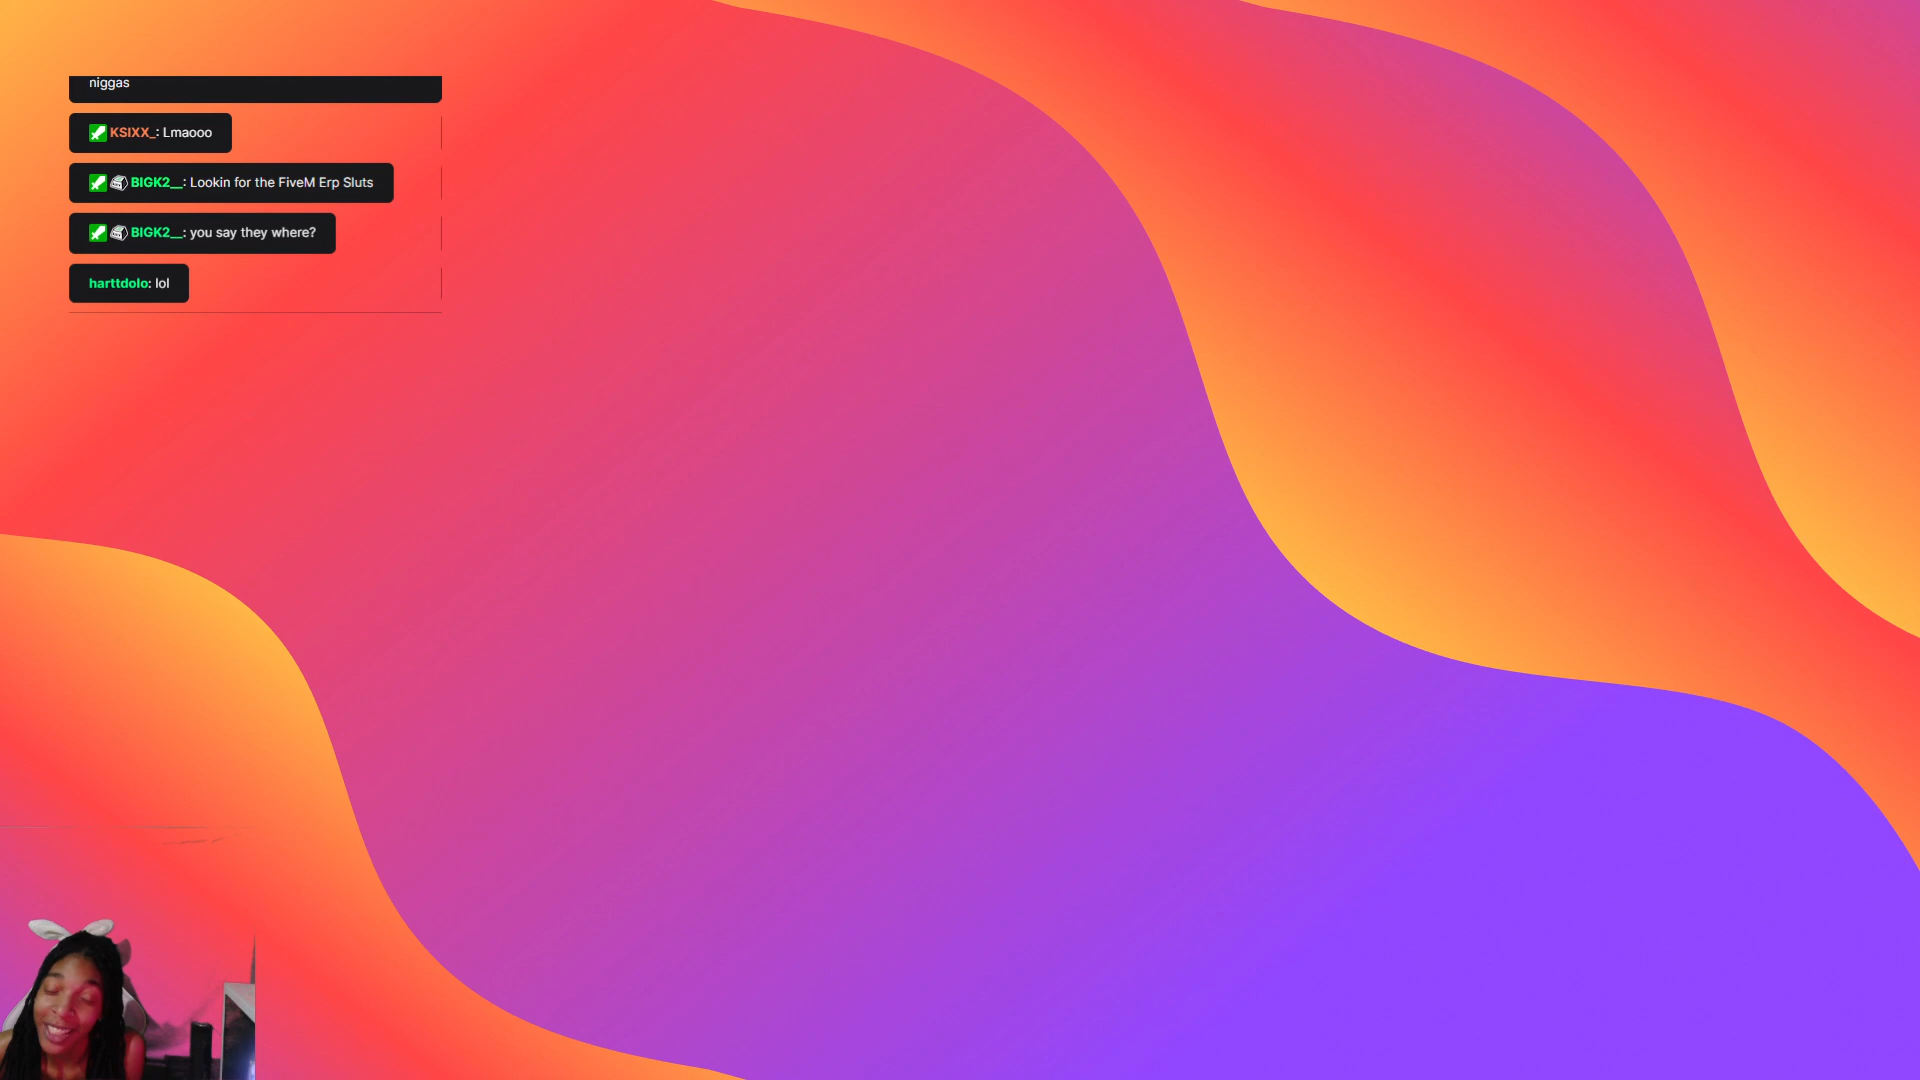 niggas
KSIXX_: Lmaooo
BIGK2__: Lookin for the FiveM Erp Sluts
BIGK2__: you say they where?
harttdolo: lol